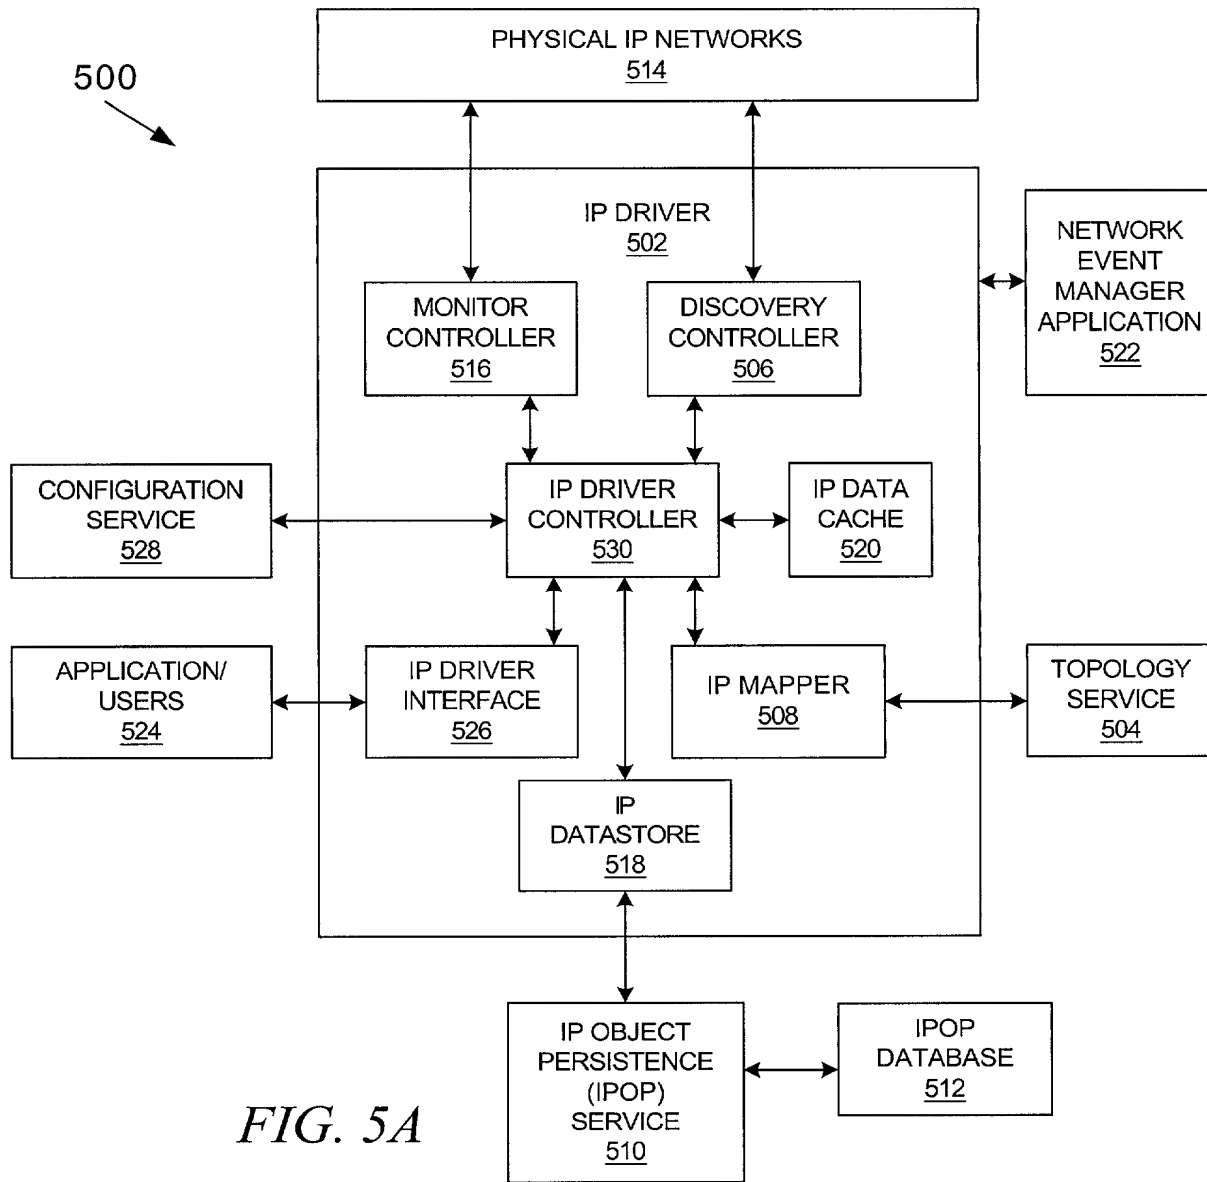 PHYSICAL IP NETWORKS
514
500
IP DRIVER
502
NETWORK
EVENT
MANAGER
APPLICATION
522
MONITOR
CONTROLLER
516
DISCOVERY
CONTROLLER
506
CONFIGURATION
SERVICE
528
IP DRIVER
CONTROLLER
530
IP DATA
CACHE
520
APPLICATION/
USERS
524
IP DRIVER
INTERFACE
526
IP MAPPER
508
TOPOLOGY
SERVICE
504
IP
DATASTORE
518
IP OBJECT
PERSISTENCE
(IPOP)
SERVICE
510
IPOP
DATABASE
512
FIG. 5A